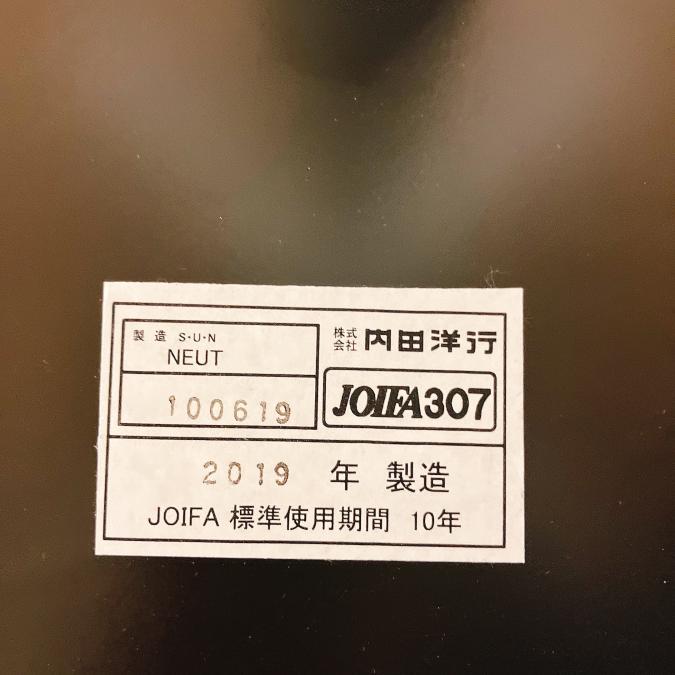 製造 S·U·N
NEUT
100619
株式会社 内田洋行
JOIFA307
2019 年 製造
JOIFA 標準使用期間 10年